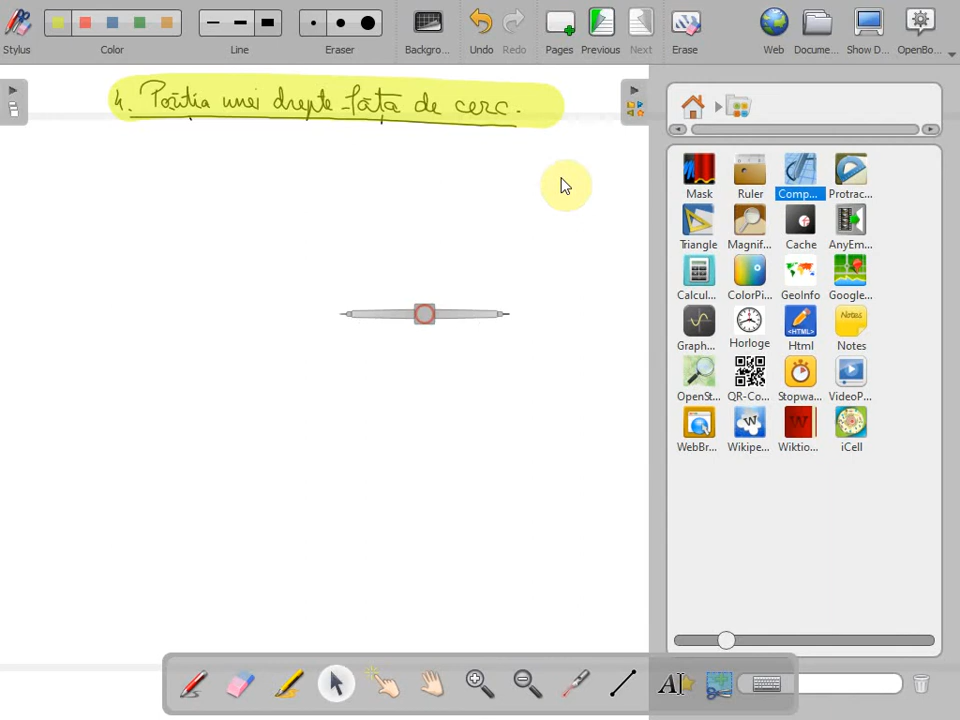 Stylus
Color
Line
Eraser
Backgro...
Undo
Redo
Pages
Previous
Next
Erase
Web
Docume...
Show D...
OpenBo...
4. Poziția unei drepte față de cerc.
Mask
Ruler
Comp...
Protrac...
Triangle
Magnif...
Cache
AnyEm...
Calcul...
ColorPi...
GeoInfo
Google...
Graph...
Horloge
Html
Notes
Notes
OpenSt...
QR-Co...
Stopwa...
VideoP...
WebBr...
Wikipe...
Wiktio...
iCell